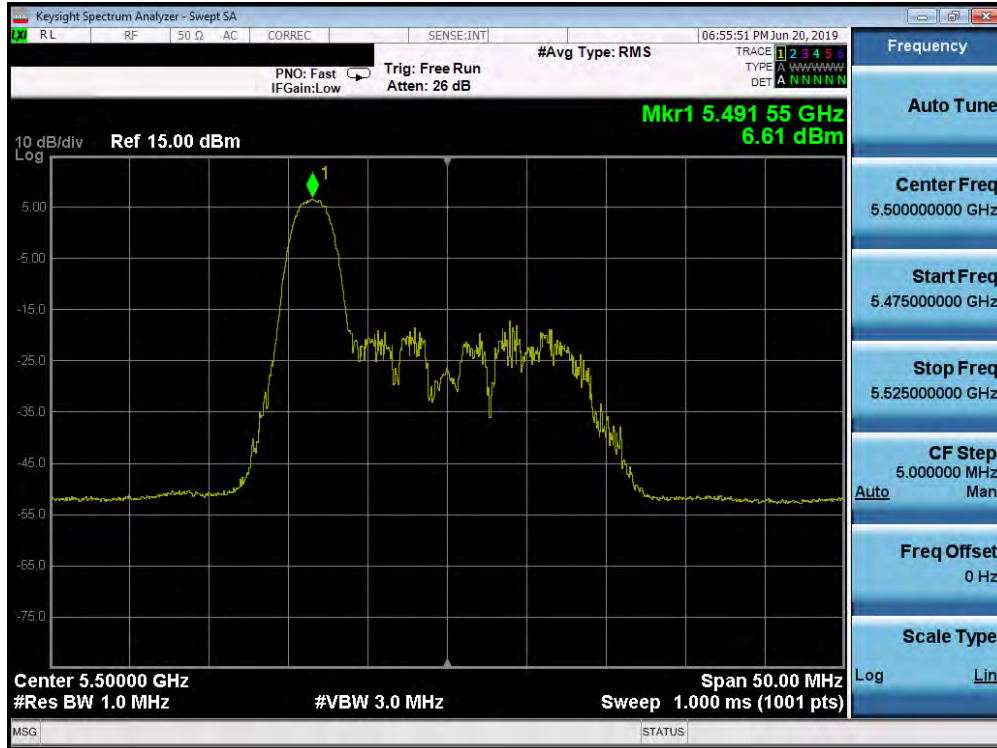 Keysight Spectrum Analyzer - Swept SA
LXI RL RF 50 Ω AC CORREC SENSE:INT 06:55:51 PM Jun 20, 2019
#Avg Type: RMS TRACE 1 2 3 4 5 6
PNO: Fast Trig: Free Run TYPE A WWWWW
IFGain:Low Atten: 26 dB DET A N N N N N
Mkr1 5.491 55 GHz
6.61 dBm
10 dB/div Ref 15.00 dBm
Log
1
5.00
-5.00
-15.0
-25.0
-35.0
-45.0
-55.0
-65.0
-75.0
Center 5.50000 GHz Span 50.00 MHz
#Res BW 1.0 MHz #VBW 3.0 MHz Sweep 1.000 ms (1001 pts)
MSG STATUS
Frequency
Auto Tune
Center Freq
5.500000000 GHz
Start Freq
5.475000000 GHz
Stop Freq
5.525000000 GHz
CF Step
5.000000 MHz
Auto Man
Freq Offset
0 Hz
Scale Type
Log Lin